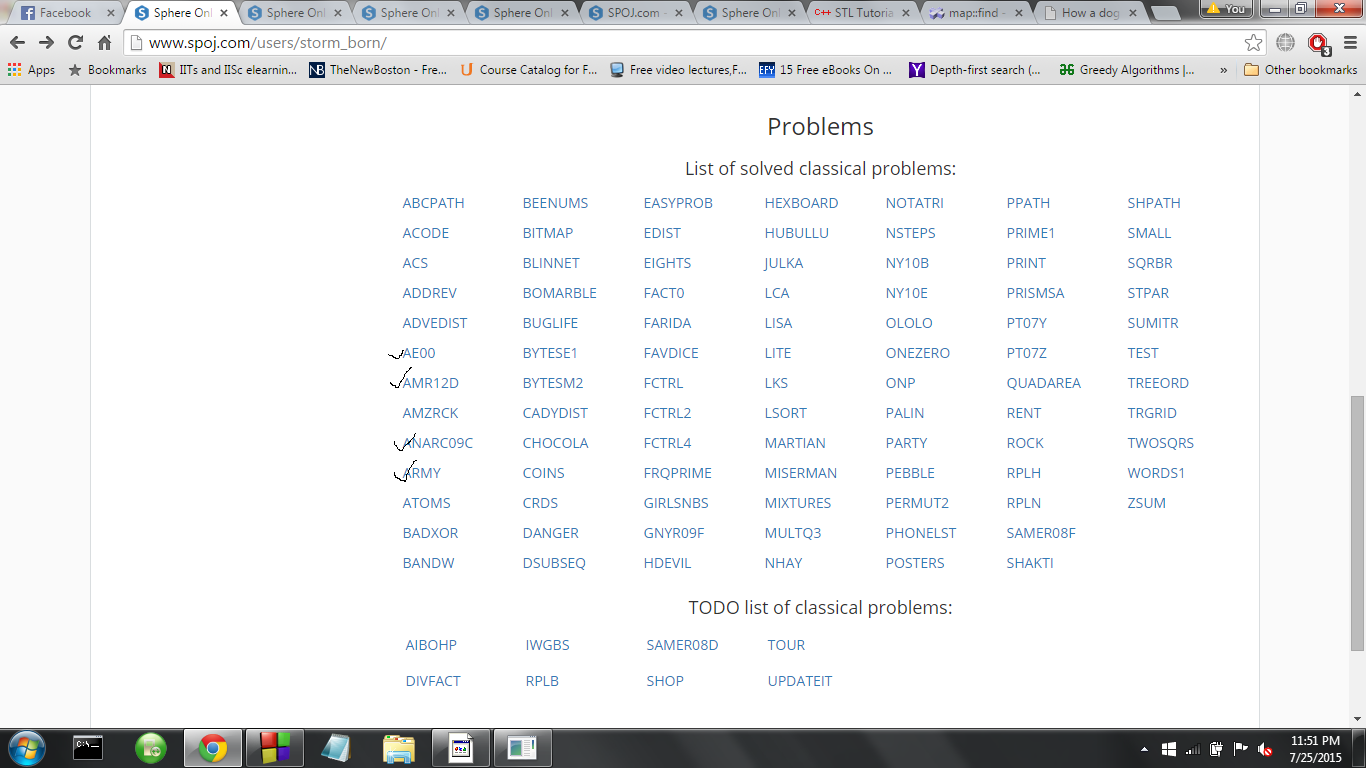 Facebook Sphere Onl Sphere Onl Sphere Onl Sphere Onl SPOJ.com - Sphere Onl C++ STL Tutoria map::find - How a dog You
www.spoj.com/users/storm_born/ 3
Apps Bookmarks IITs and IISc elearnin... NB TheNewBoston - Fre... Course Catalog for F... Free video lectures,F... EFY 15 Free eBooks On ... Y Depth-first search (... Greedy Algorithms |... » Other bookmarks
Problems
List of solved classical problems:
ABCPATH BEENUMS EASYPROB HEXBOARD NOTATRI PPATH SHPATH
ACODE BITMAP EDIST HUBULLU NSTEPS PRIME1 SMALL
ACS BLINNET EIGHTS JULKA NY10B PRINT SQRBR
ADDREV BOMARBLE FACT0 LCA NY10E PRISMSA STPAR
ADVEDIST BUGLIFE FARIDA LISA OLOLO PT07Y SUMITR
AE00 BYTESE1 FAVDICE LITE ONEZERO PT07Z TEST
AMR12D BYTESM2 FCTRL LKS ONP QUADAREA TREEORD
AMZRCK CADYDIST FCTRL2 LSORT PALIN RENT TRGRID
ANARC09C CHOCOLA FCTRL4 MARTIAN PARTY ROCK TWOSQRS
ARMY COINS FRQPRIME MISERMAN PEBBLE RPLH WORDS1
ATOMS CRDS GIRLSNBS MIXTURES PERMUT2 RPLN ZSUM
BADXOR DANGER GNYR09F MULTQ3 PHONELST SAMER08F
BANDW DSUBSEQ HDEVIL NHAY POSTERS SHAKTI
TODO list of classical problems:
AIBOHP IWGBS SAMER08D TOUR
DIVFACT RPLB SHOP UPDATEIT
11:51 PM
7/25/2015